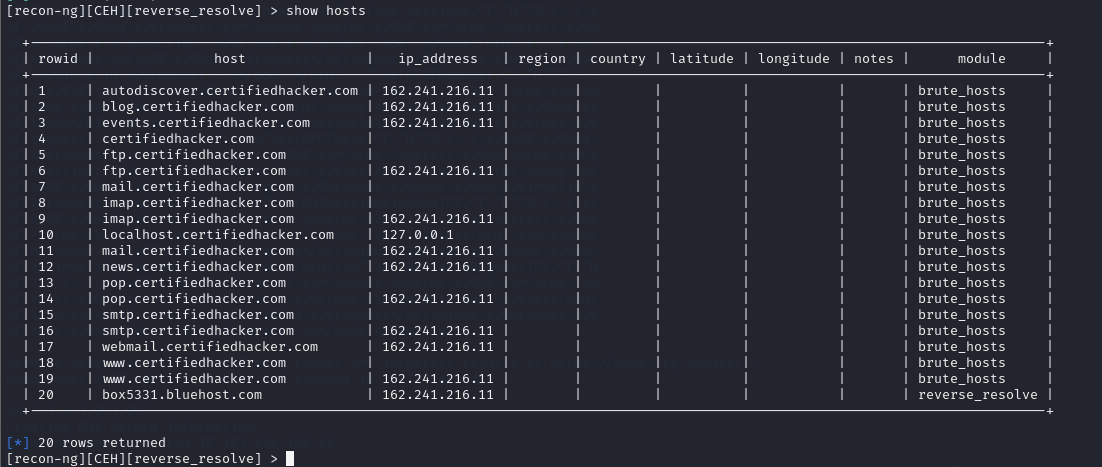 [recon-ng][CEH][reverse_resolve] > show hosts
+---------------------------------------------------------------------------------------------------------------------------------+
| rowid | host | ip_address | region | country | latitude | longitude | notes | module |
+---------------------------------------------------------------------------------------------------------------------------------+
| 1 | autodiscover.certifiedhacker.com | 162.241.216.11 | | | | | | brute_hosts |
| 2 | blog.certifiedhacker.com | 162.241.216.11 | | | | | | brute_hosts |
| 3 | events.certifiedhacker.com | 162.241.216.11 | | | | | | brute_hosts |
| 4 | certifiedhacker.com | | | | | | | brute_hosts |
| 5 | ftp.certifiedhacker.com | | | | | | | brute_hosts |
| 6 | ftp.certifiedhacker.com | 162.241.216.11 | | | | | | brute_hosts |
| 7 | mail.certifiedhacker.com | | | | | | | brute_hosts |
| 8 | imap.certifiedhacker.com | | | | | | | brute_hosts |
| 9 | imap.certifiedhacker.com | 162.241.216.11 | | | | | | brute_hosts |
| 10 | localhost.certifiedhacker.com | 127.0.0.1 | | | | | | brute_hosts |
| 11 | mail.certifiedhacker.com | 162.241.216.11 | | | | | | brute_hosts |
| 12 | news.certifiedhacker.com | 162.241.216.11 | | | | | | brute_hosts |
| 13 | pop.certifiedhacker.com | | | | | | | brute_hosts |
| 14 | pop.certifiedhacker.com | 162.241.216.11 | | | | | | brute_hosts |
| 15 | smtp.certifiedhacker.com | | | | | | | brute_hosts |
| 16 | smtp.certifiedhacker.com | 162.241.216.11 | | | | | | brute_hosts |
| 17 | webmail.certifiedhacker.com | 162.241.216.11 | | | | | | brute_hosts |
| 18 | www.certifiedhacker.com | | | | | | | brute_hosts |
| 19 | www.certifiedhacker.com | 162.241.216.11 | | | | | | brute_hosts |
| 20 | box5331.bluehost.com | 162.241.216.11 | | | | | | reverse_resolve |
+---------------------------------------------------------------------------------------------------------------------------------+
[*] 20 rows returned
[recon-ng][CEH][reverse_resolve] >